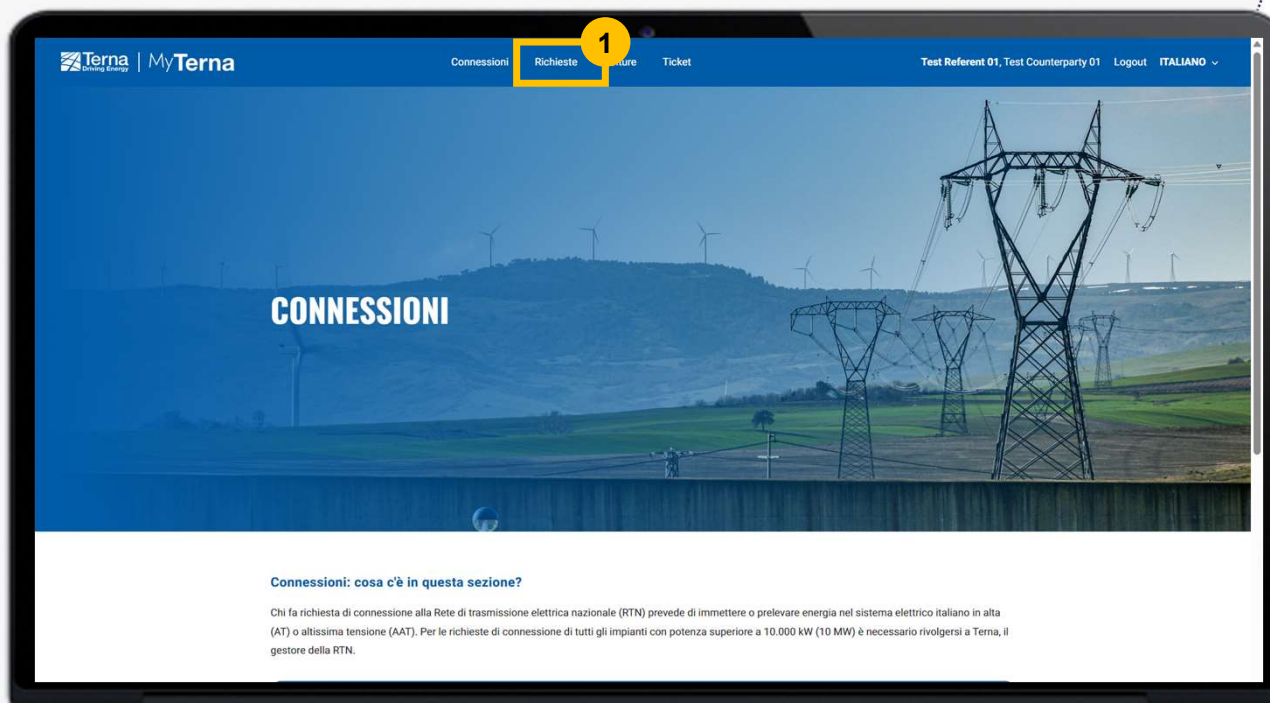 1
Terna
Driving Energy
MyTerna
Connessioni Richieste Ticket
Test Referent 01, Test Counterparty 01 Logout ITALIANO
CONNESSIONI
Connessioni: cosa c'è in questa sezione?
Chi fa richiesta di connessione alla Rete di trasmissione elettrica nazionale (RTN) prevede di immettere o prelevare energia nel sistema elettrico italiano in alta
(AT) o altissima tensione (AAT). Per le richieste di connessione di tutti gli impianti con potenza superiore a 10.000 kW (10 MW) è necessario rivolgersi a Terna, il
gestore della RTN.